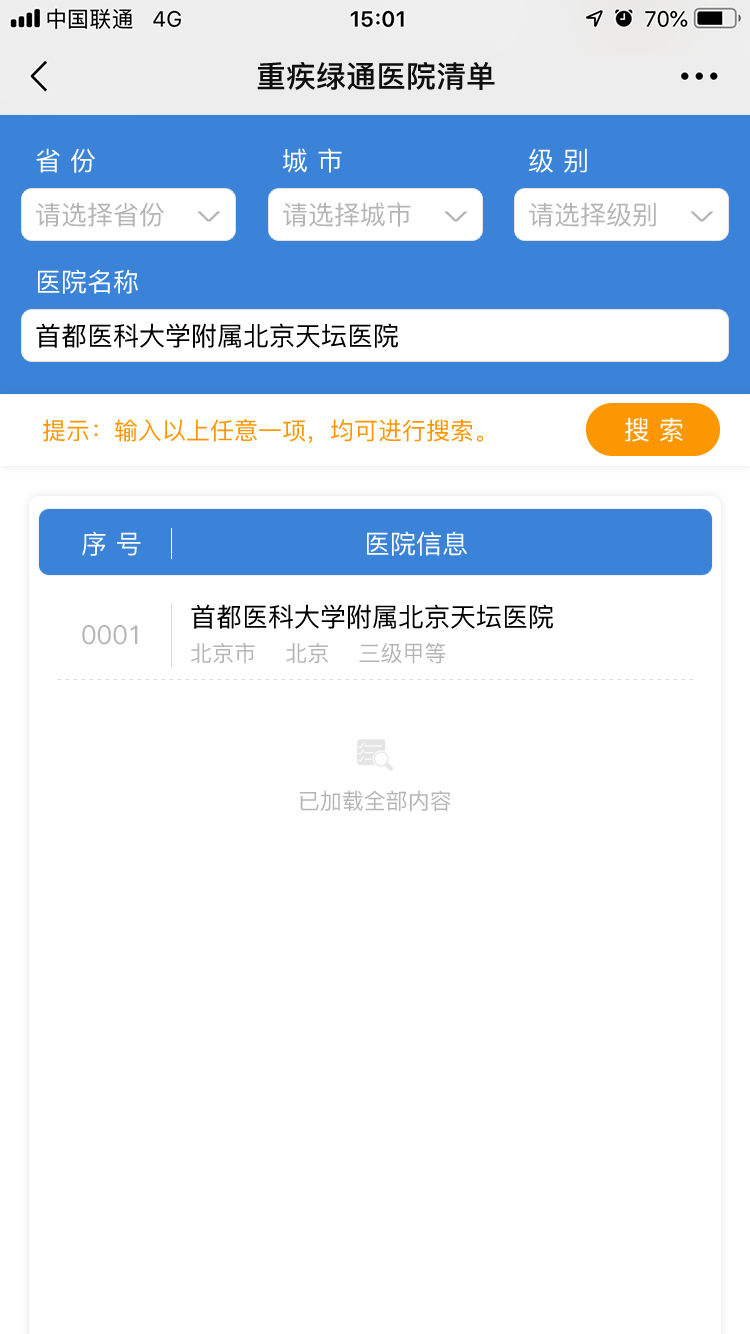 中国联通 4G 15:01 70%
重疾绿通医院清单
省 份 城 市 级 别
请选择省份 请选择城市 请选择级别
医院名称
首都医科大学附属北京天坛医院
提示：输入以上任意一项，均可进行搜索。 搜 索
序 号 医院信息
0001 首都医科大学附属北京天坛医院
北京市 北京 三级甲等
已加载全部内容